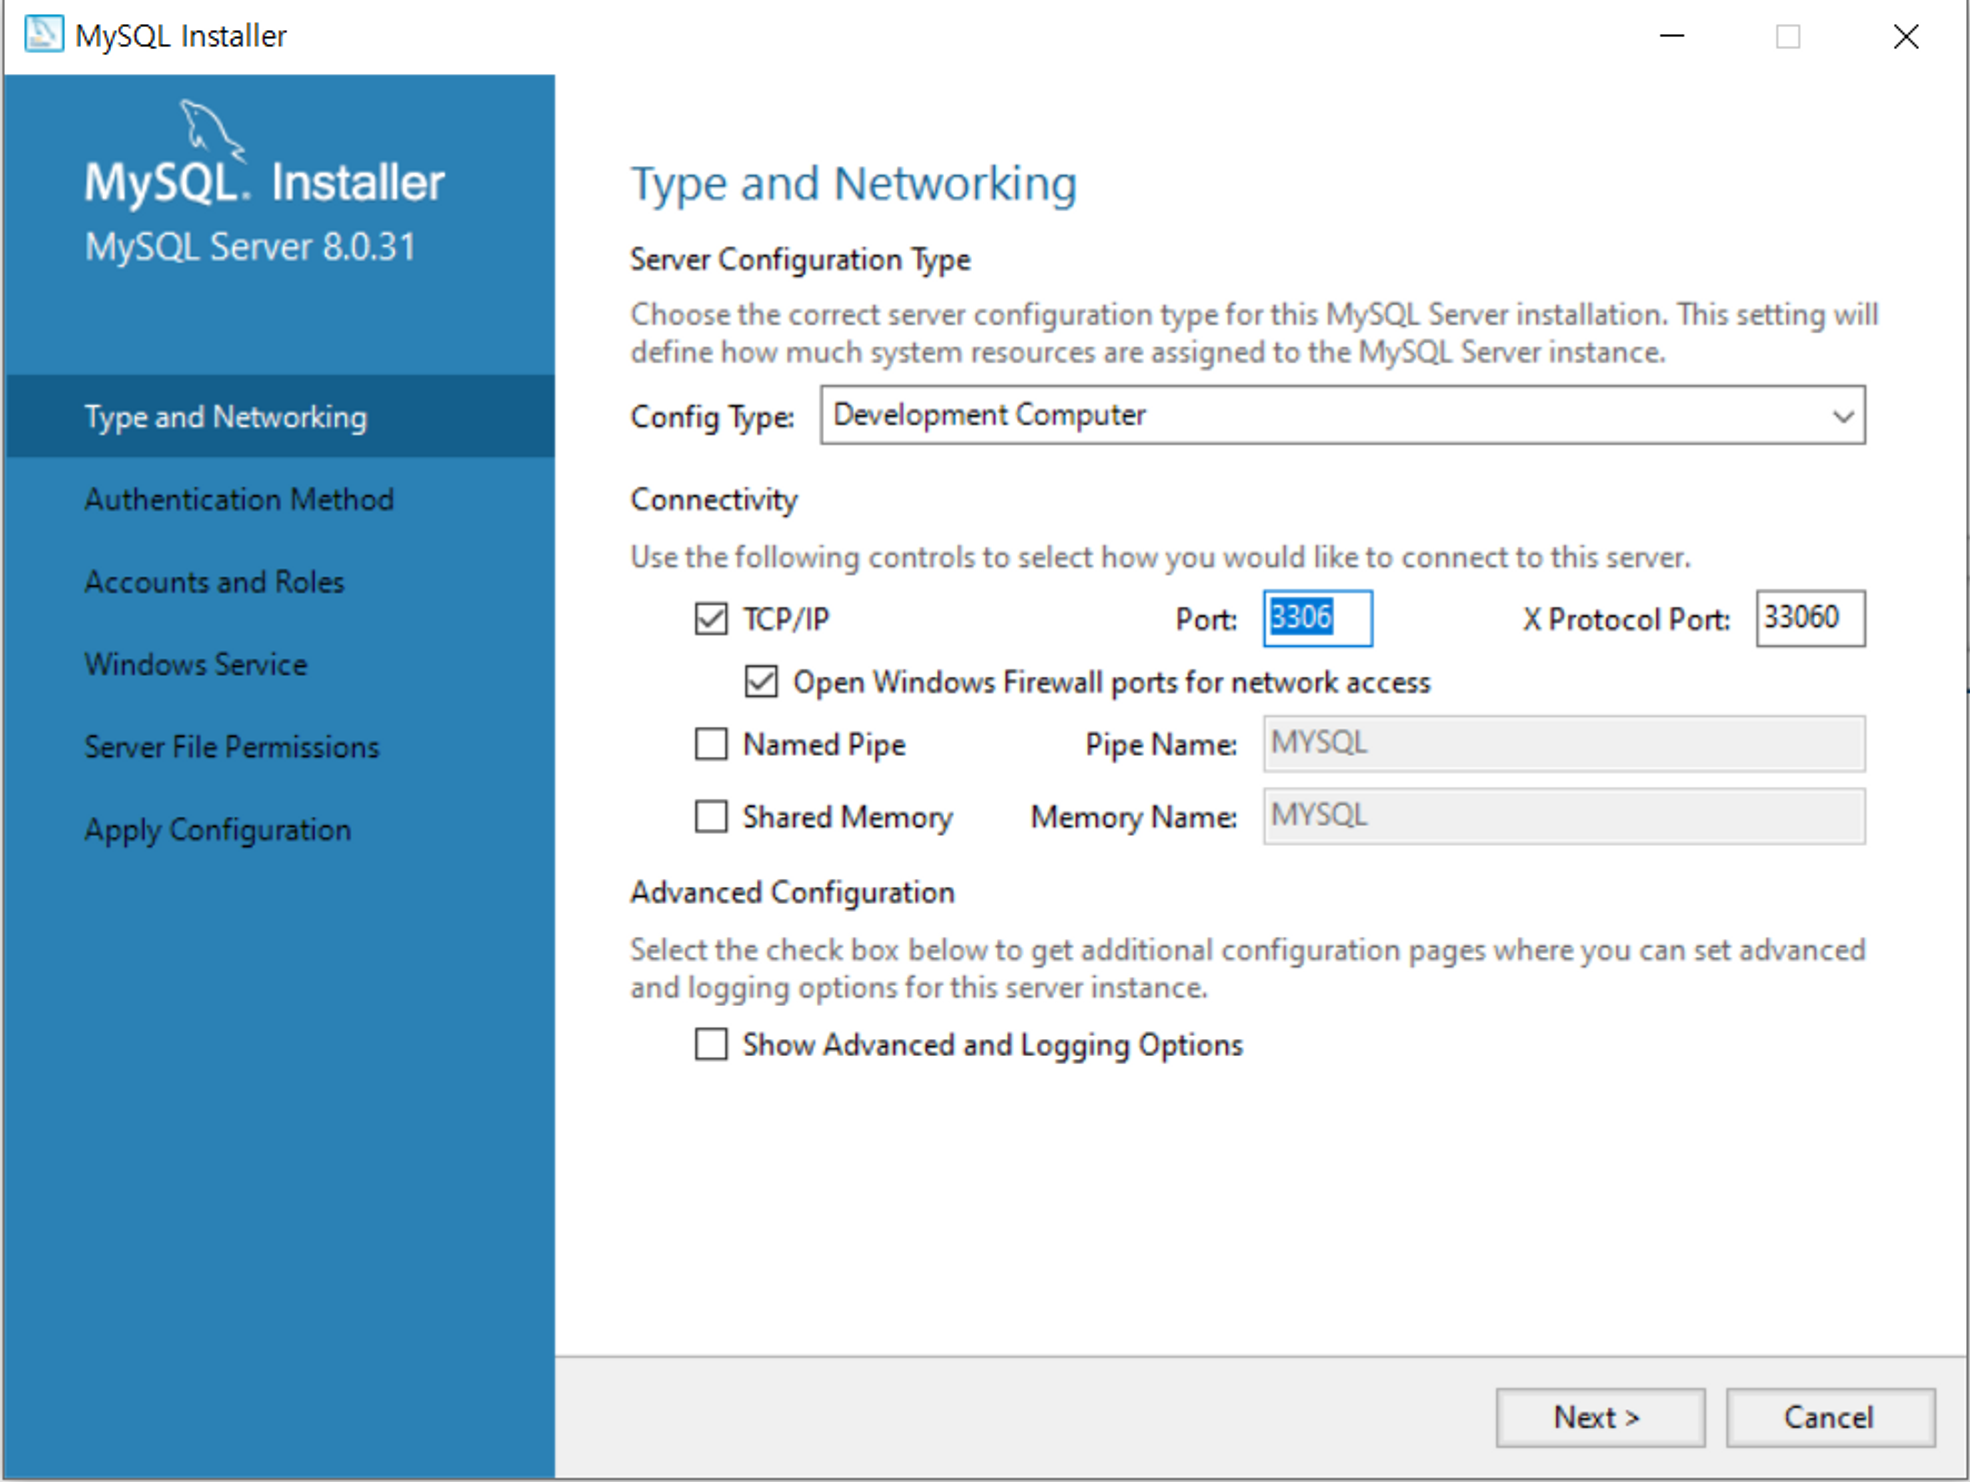 MySQL Installer
MySQL. Installer
MySQL Server 8.0.31
Type and Networking
Authentication Method
Accounts and Roles
Windows Service
Server File Permissions
Apply Configuration
Type and Networking
Server Configuration Type
Choose the correct server configuration type for this MySQL Server installation. This setting will
define how much system resources are assigned to the MySQL Server instance.
Config Type: Development Computer
Connectivity
Use the following controls to select how you would like to connect to this server.
TCP/IP Port: 3306 X Protocol Port: 33060
Open Windows Firewall ports for network access
Named Pipe Pipe Name: MYSQL
Shared Memory Memory Name: MYSQL
Advanced Configuration
Select the check box below to get additional configuration pages where you can set advanced
and logging options for this server instance.
Show Advanced and Logging Options
Next > Cancel